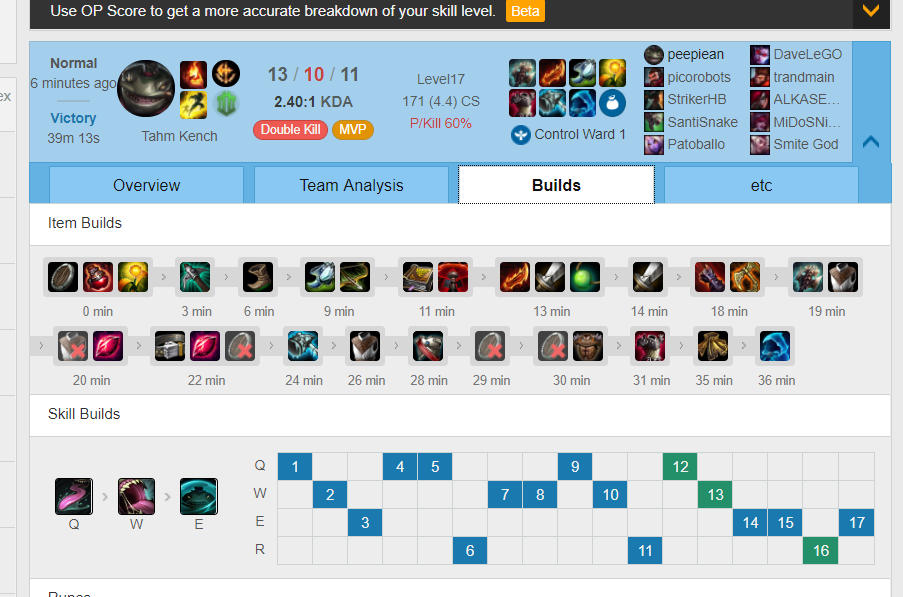 Use OP Score to get a more accurate breakdown of your skill level. Beta
ex
Normal
6 minutes ago
Victory
39m 13s
Tahm Kench
13 / 10 / 11
2.40:1 KDA
Double Kill MVP
Level17
171 (4.4) CS
P/Kill 60%
Control Ward 1
peepiean
picorobots
StrikerHB
SantiSnake
Patoballo
DaveLeGO
trandmain
ALKASE...
MiDoSNi...
Smite God
Overview Team Analysis Builds etc
Item Builds
0 min 3 min 6 min 9 min 11 min 13 min 14 min 18 min 19 min
20 min 22 min 24 min 26 min 28 min 29 min 30 min 31 min 35 min 36 min
Skill Builds
Q W E
Q 1 4 5 9 12
W 2 7 8 10 13
E 3 14 15 17
R 6 11 16
Runes